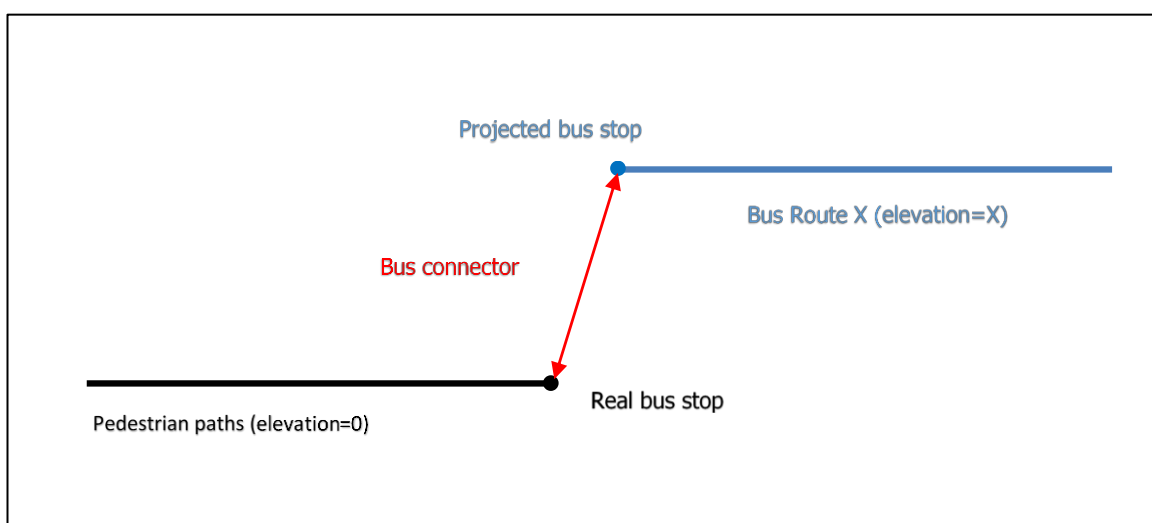 Projected bus stop
Bus Route X (elevation=X)
Bus connector
Real bus stop
Pedestrian paths (elevation=0)